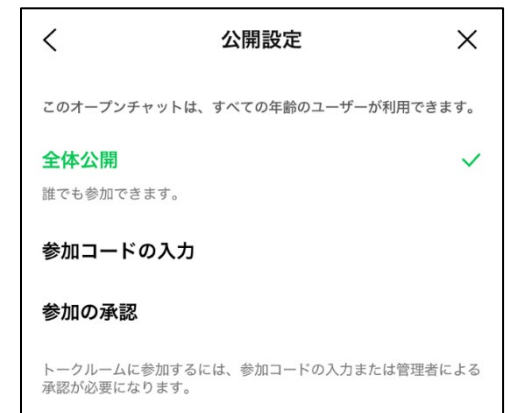 公開設定
このオープンチャットは、すべての年齢のユーザーが利用できます。
全体公開
誰でも参加できます。
参加コードの入力
参加の承認
トークルームに参加するには、参加コードの入力または管理者による
承認が必要になります。